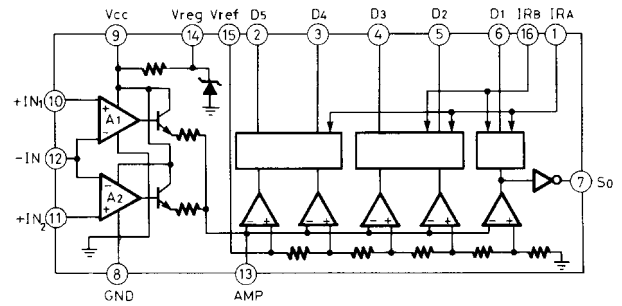 Vcc Vreg Vref D5 D4 D3 D2 D1 IRB IRA
9 14 15 2 3 4 5 6 16 1
+IN1 10
+ A1 −
-IN 12
− A2 +
+IN2 11
7 So
− + − + − + − + − +
8 13
GND AMP